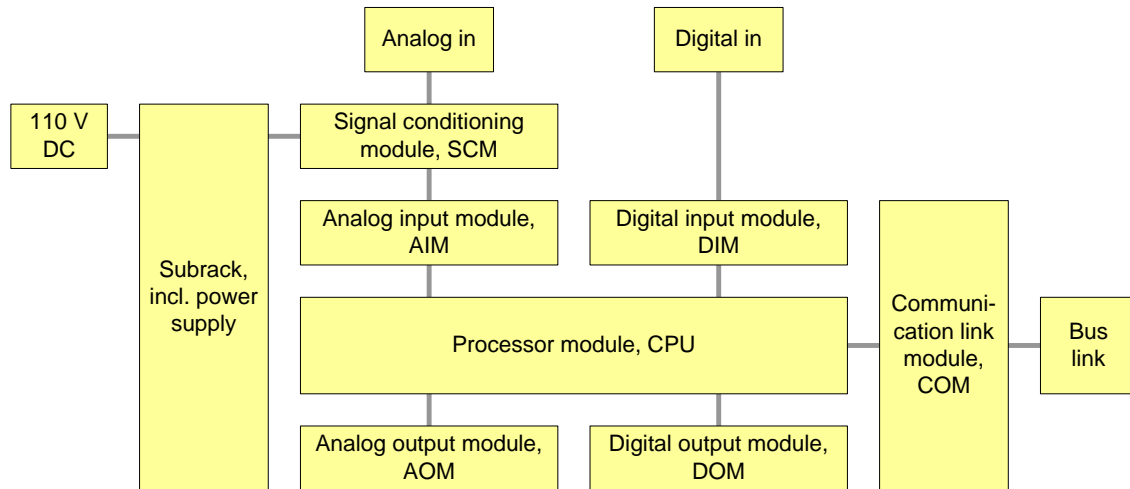 Analog in
Digital in
110 V
DC
Signal conditioning
module, SCM
Analog input module,
AIM
Digital input module,
DIM
Subrack,
incl. power
supply
Processor module, CPU
Communi-
cation link
module,
COM
Bus
link
Analog output module,
AOM
Digital output module,
DOM